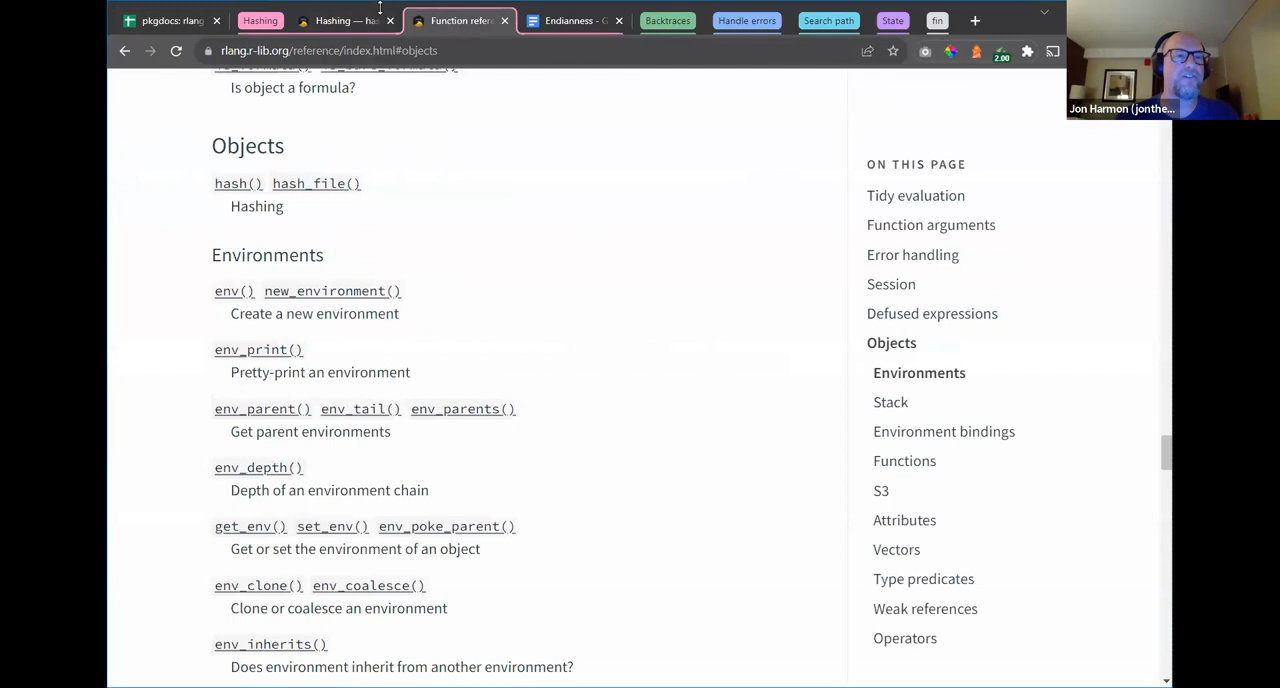 pkgdocs: rlang
Hashing
Hashing — has
Function refere
Endianness - G
Backtraces
Handle errors
Search path
State
fin
rlang.r-lib.org/reference/index.html#objects
2.00
Jon Harmon (jonthe...
Is object a formula?
Objects
hash() hash_file()
Hashing
Environments
env() new_environment()
Create a new environment
env_print()
Pretty-print an environment
env_parent() env_tail() env_parents()
Get parent environments
env_depth()
Depth of an environment chain
get_env() set_env() env_poke_parent()
Get or set the environment of an object
env_clone() env_coalesce()
Clone or coalesce an environment
env_inherits()
Does environment inherit from another environment?
ON THIS PAGE
Tidy evaluation
Function arguments
Error handling
Session
Defused expressions
Objects
Environments
Stack
Environment bindings
Functions
S3
Attributes
Vectors
Type predicates
Weak references
Operators